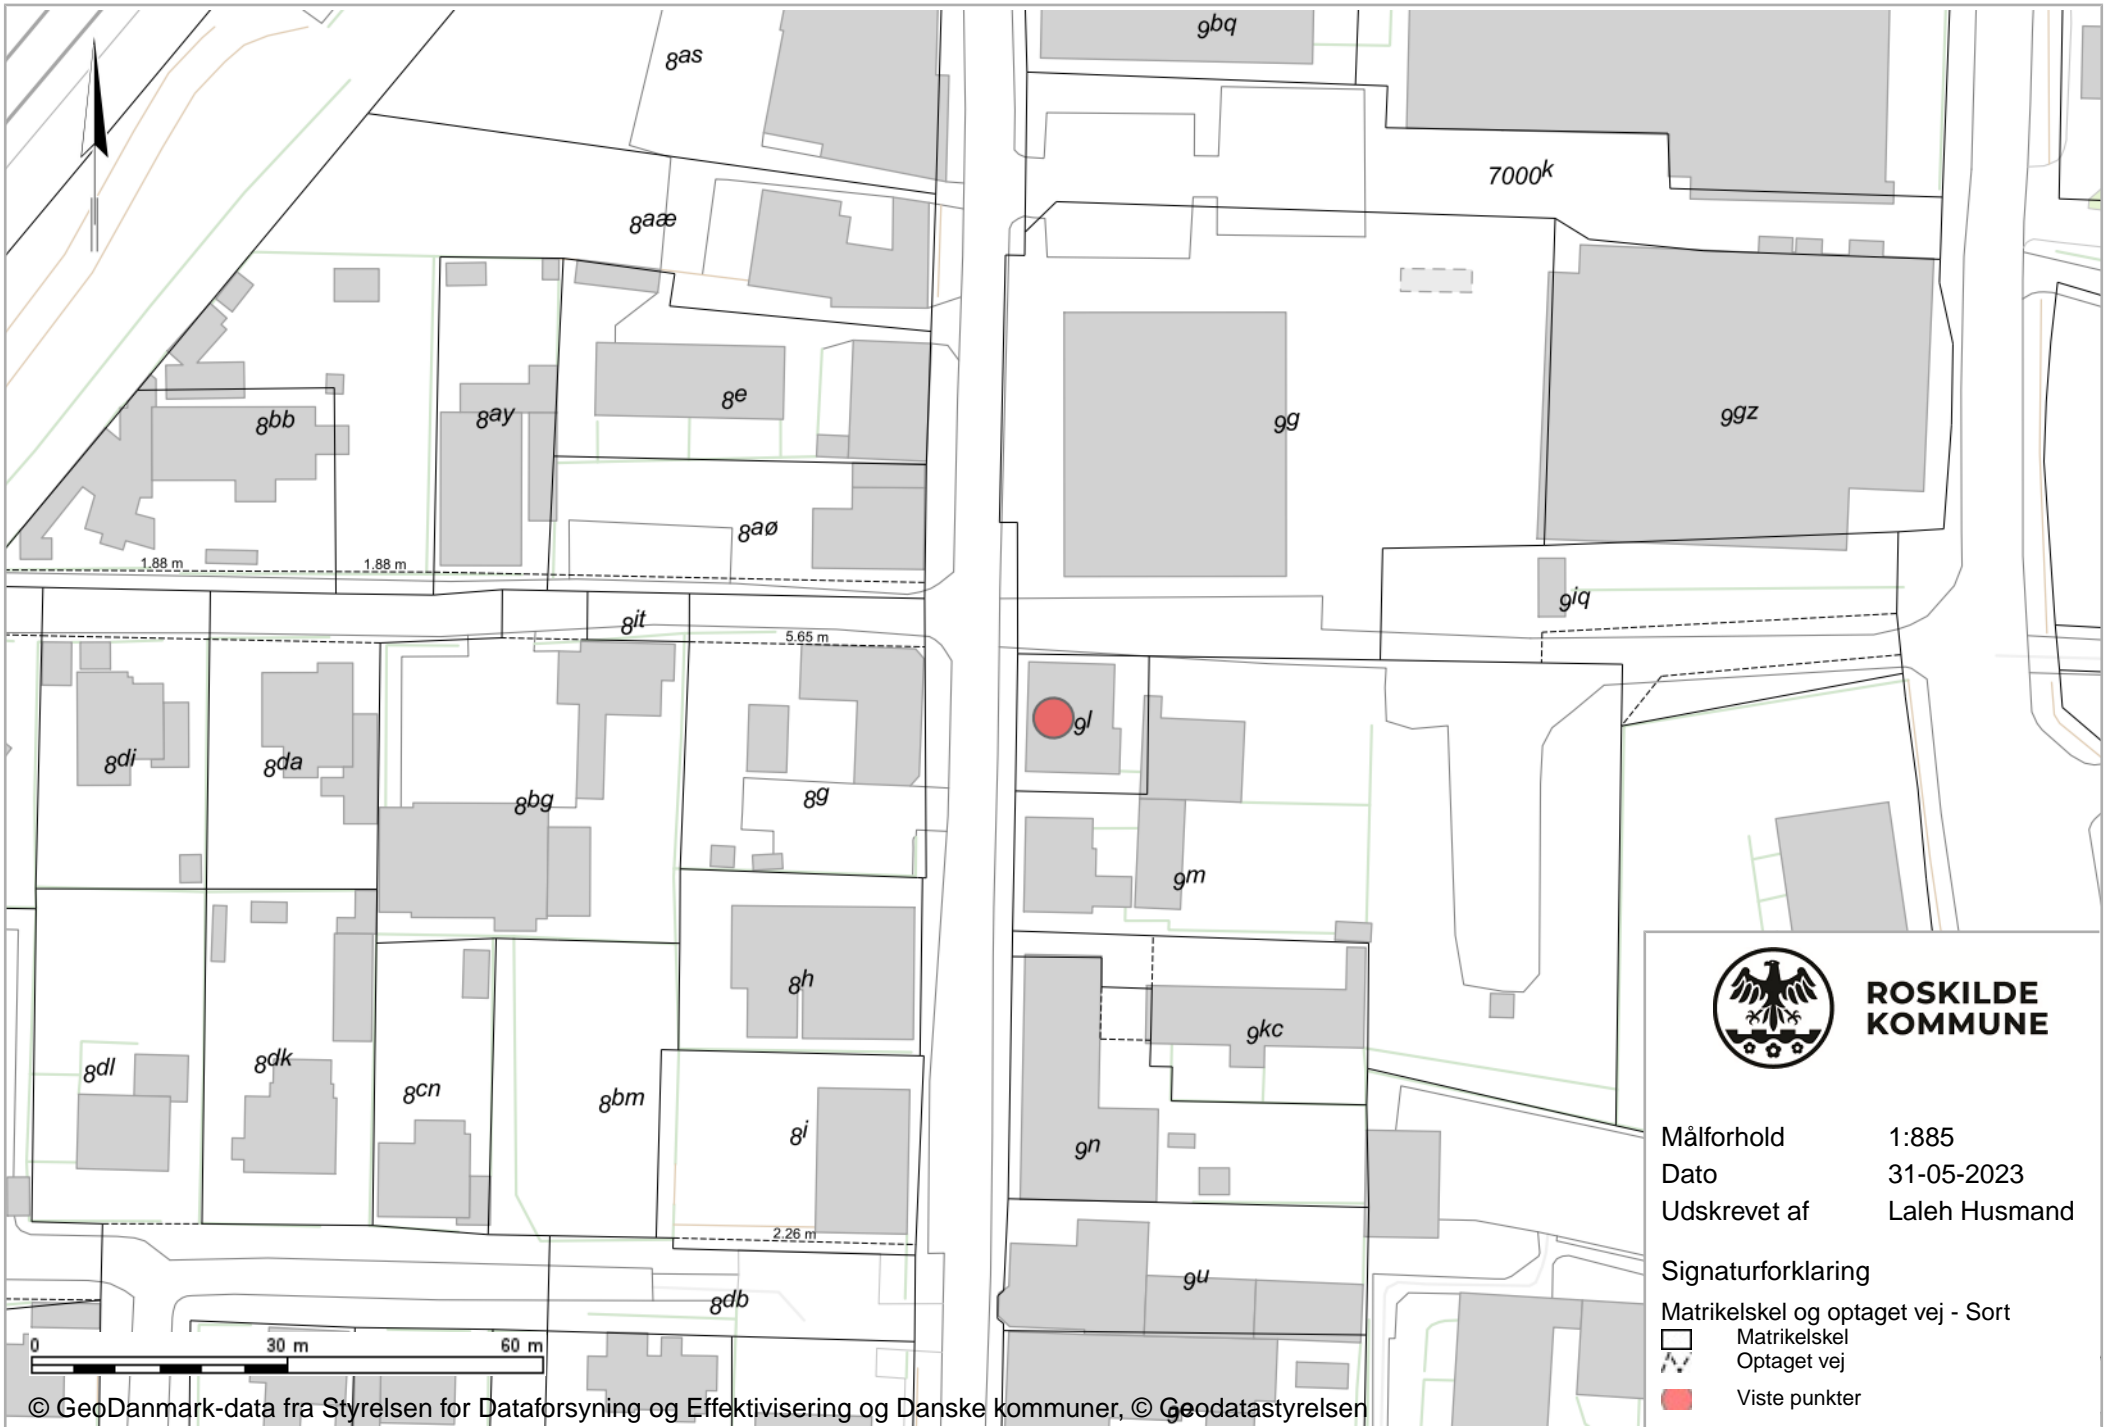 9bq
8as
7000k
8aæ
8e
8ay
8bb
9g
9gz
8aø
1.88 m
1.88 m
9iq
8it
5.65 m
9l
8di
8da
8bg
8g
9m
8h
9kc
ROSKILDE
KOMMUNE
8dl
8dk
8cn
8bm
8i
9n
Målforhold 1:885
Dato 31-05-2023
Udskrevet af Laleh Husmand
2.26 m
Signaturforklaring
9u
8db
Matrikelskel og optaget vej - Sort
Matrikelskel
Optaget vej
Viste punkter
0 30 m 60 m
© GeoDanmark-data fra Styrelsen for Dataforsyning og Effektivisering og Danske kommuner, © Geodatastyrelsen